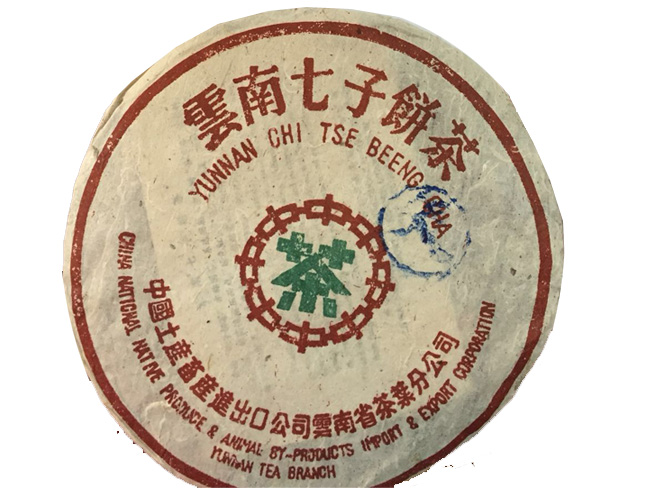 雲南七子餅茶
YUNNAN CHI TSE BEENG CHA
茶
中國土產畜產進出口公司雲南省茶葉分公司
CHINA NATIONAL NATIVE PRODUCE & ANIMAL BY-PRODUCTS IMPORT & EXPORT CORPORATION
YUNNAN TEA BRANCH